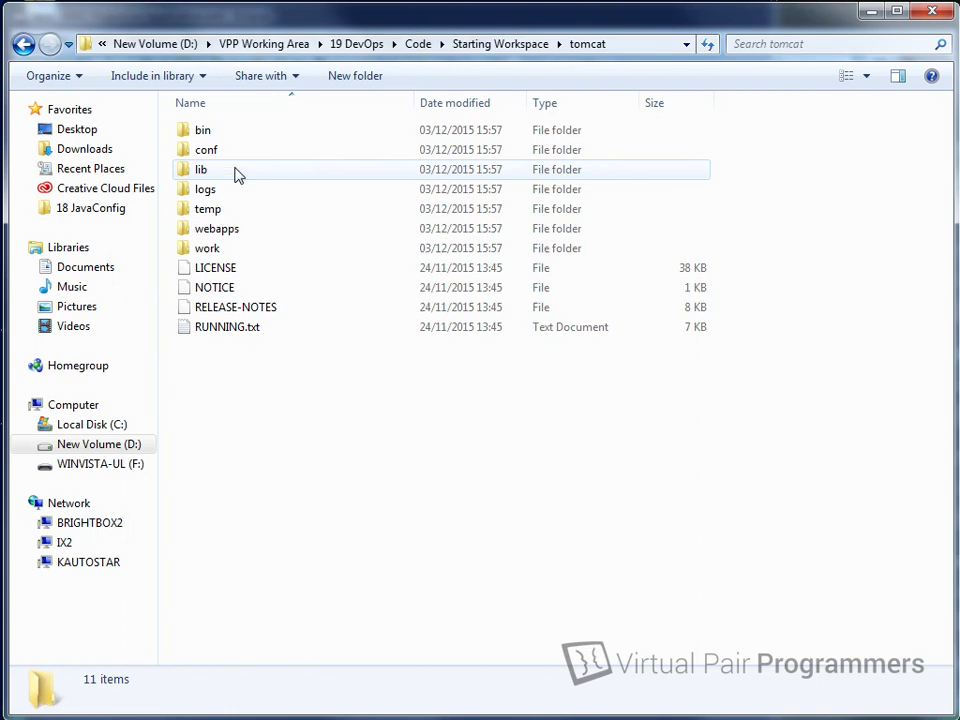 « New Volume (D:) VPP Working Area 19 DevOps Code Starting Workspace tomcat Search tomcat
Organize Include in library Share with New folder
Name Date modified Type Size
Favorites
Desktop
Downloads
Recent Places
Creative Cloud Files
18 JavaConfig
Libraries
Documents
Music
Pictures
Videos
Homegroup
Computer
Local Disk (C:)
New Volume (D:)
WINVISTA-UL (F:)
Network
BRIGHTBOX2
IX2
KAUTOSTAR
bin 03/12/2015 15:57 File folder
conf 03/12/2015 15:57 File folder
lib 03/12/2015 15:57 File folder
logs 03/12/2015 15:57 File folder
temp 03/12/2015 15:57 File folder
webapps 03/12/2015 15:57 File folder
work 03/12/2015 15:57 File folder
LICENSE 24/11/2015 13:45 File 38 KB
NOTICE 24/11/2015 13:45 File 1 KB
RELEASE-NOTES 24/11/2015 13:45 File 8 KB
RUNNING.txt 24/11/2015 13:45 Text Document 7 KB
11 items
Virtual Pair Programmers